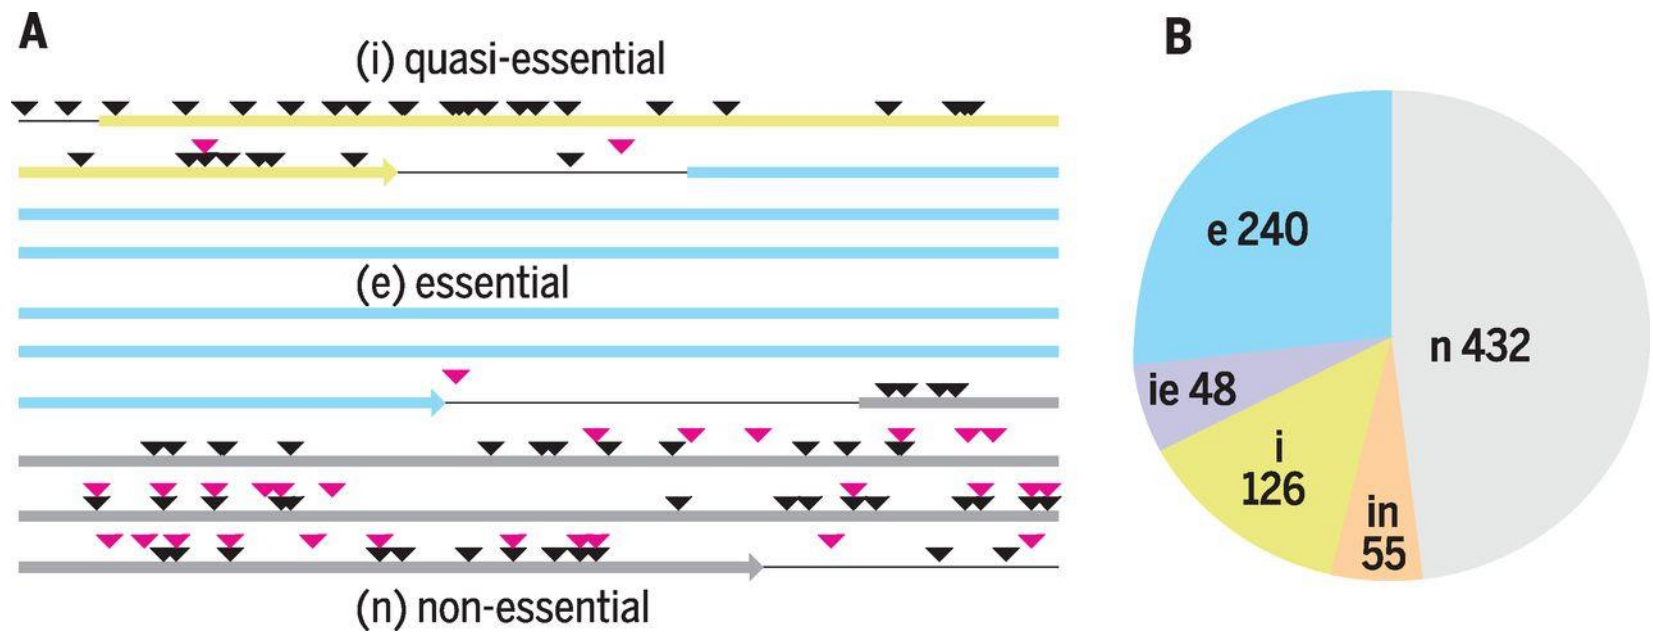 A
(i) quasi-essential
(e) essential
(n) non-essential
B
e 240
n 432
ie 48
i
126
in
55